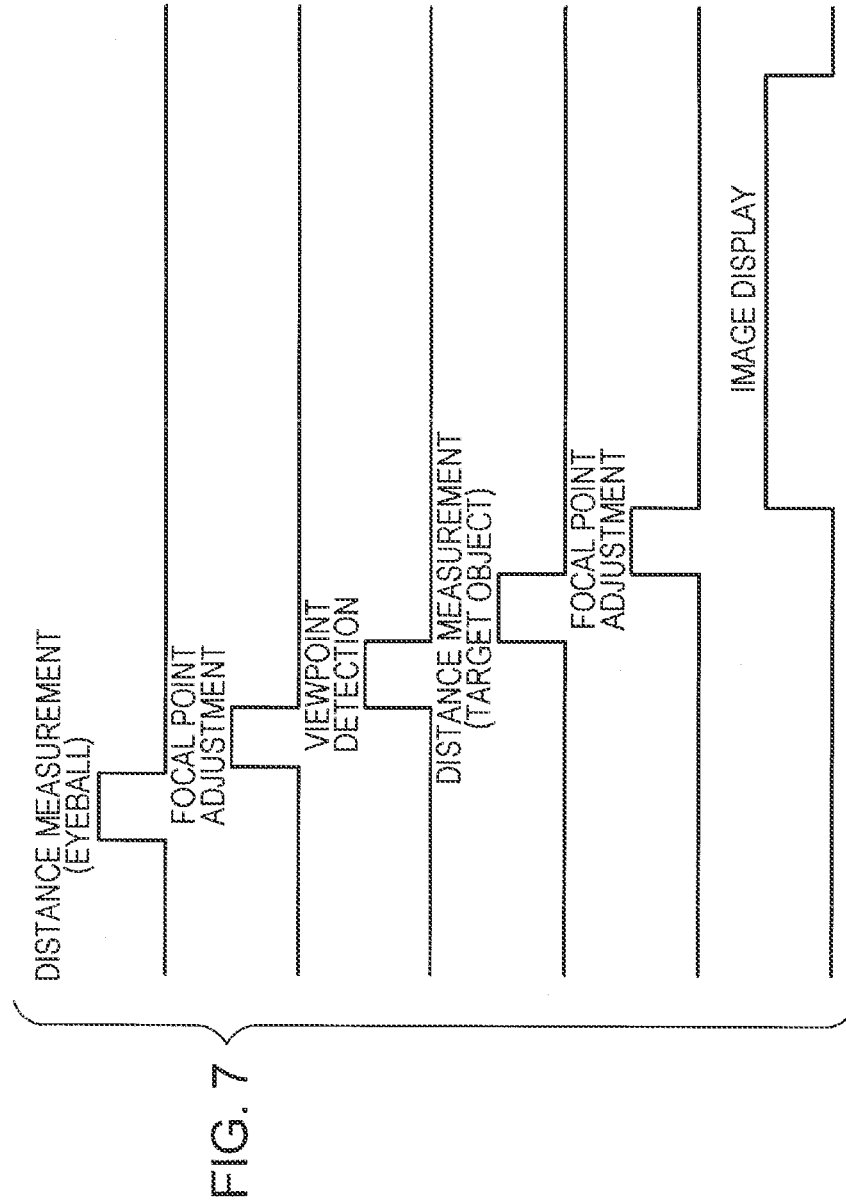 FIG. 7
DISTANCE MEASUREMENT
(EYEBALL)
FOCAL POINT
ADJUSTMENT
VIEWPOINT
DETECTION
DISTANCE MEASUREMENT
(TARGET OBJECT)
FOCAL POINT
ADJUSTMENT
IMAGE DISPLAY